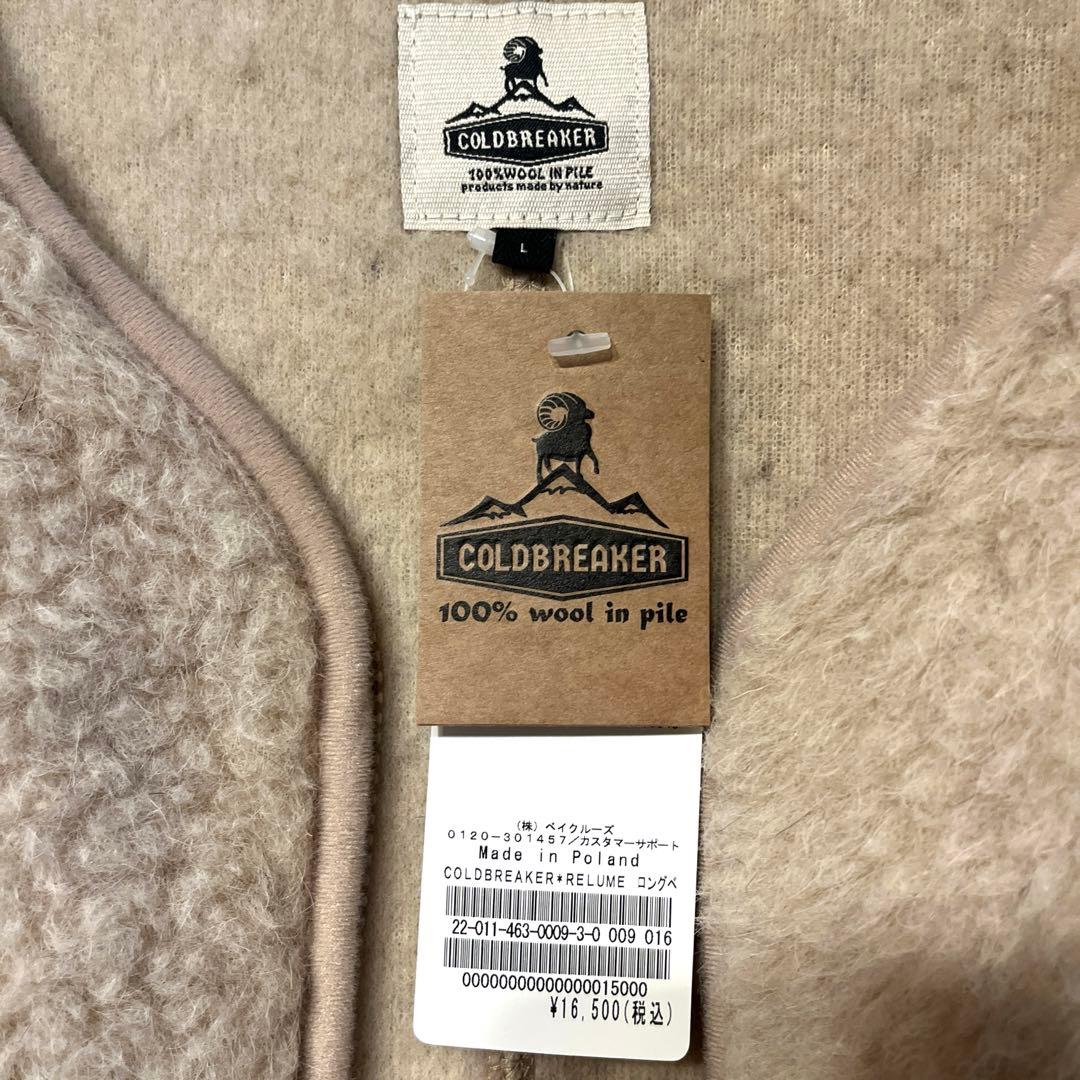 COLDBREAKER
100% WOOL IN PILE
products made by nature
L
COLDBREAKER
100% wool in pile
(株)ベイクルーズ
0120-301457/カスタマーサポート
Made in Poland
COLDBREAKER*RELUME コングベ
22-011-463-0009-3-0 009 016
00000000000000015000
¥16,500(税込)